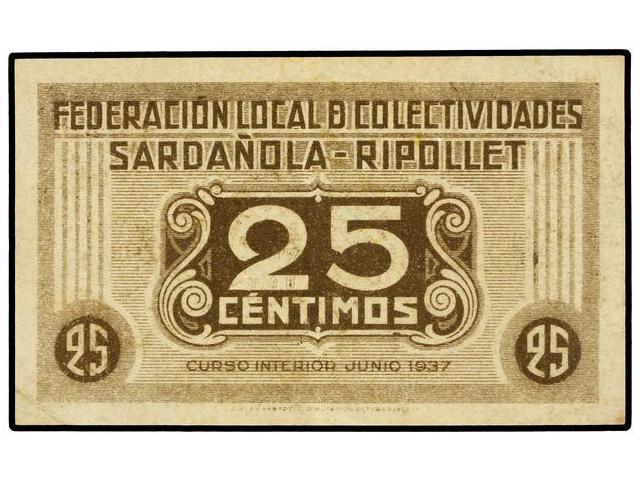 FEDERACIÓN LOCAL D COLECTIVIDADES
SARDAÑOLA - RIPOLLET
25
CÉNTIMOS
25 25
CURSO INTERIOR JUNIO 1937